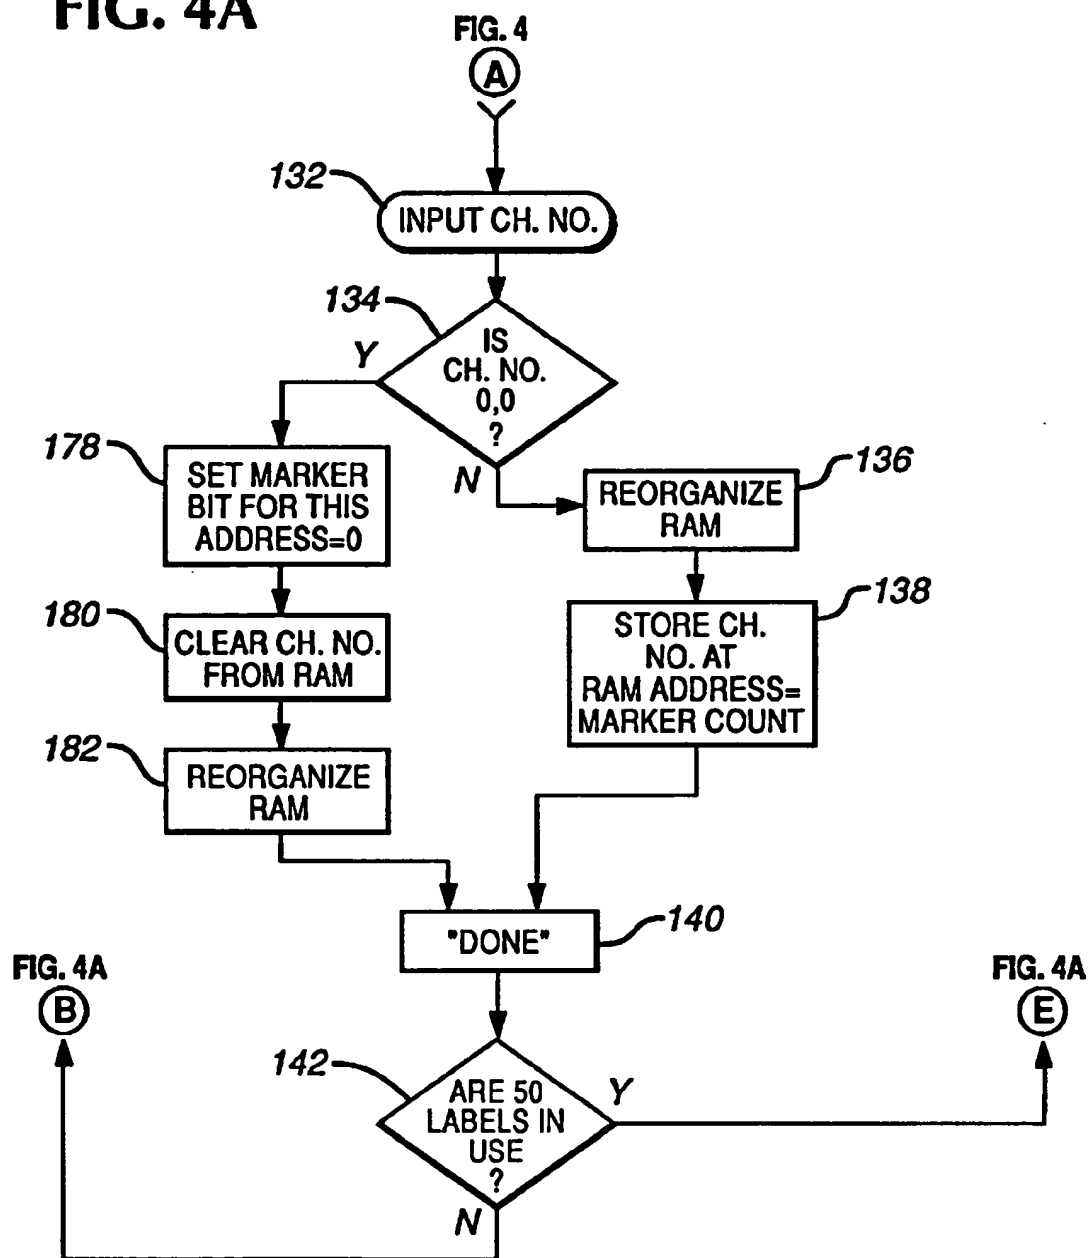 FIG. 4A
FIG. 4
A
132
INPUT CH. NO.
134
IS
CH. NO.
0,0
?
Y
N
178
SET MARKER
BIT FOR THIS
ADDRESS=0
136
REORGANIZE
RAM
180
CLEAR CH. NO.
FROM RAM
138
STORE CH.
NO. AT
RAM ADDRESS=
MARKER COUNT
182
REORGANIZE
RAM
140
"DONE"
FIG. 4A
B
FIG. 4A
E
142
ARE 50
LABELS IN
USE
?
Y
N